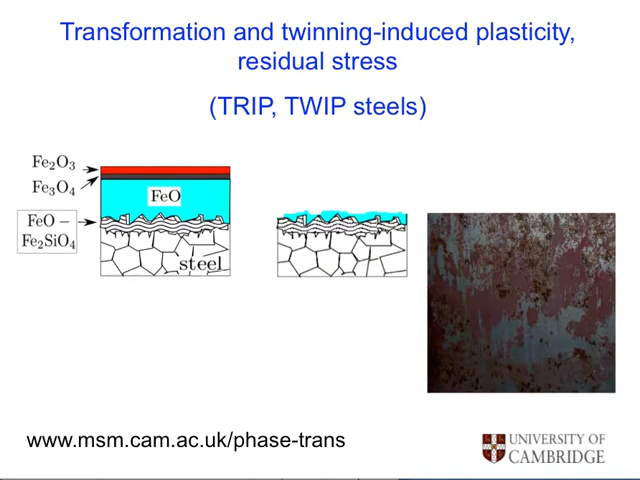 Transformation and twinning-induced plasticity,
residual stress
(TRIP, TWIP steels)
Fe₂O₃
Fe₃O₄
FeO
FeO –
Fe₂SiO₄
steel
www.msm.cam.ac.uk/phase-trans
UNIVERSITY OF
CAMBRIDGE